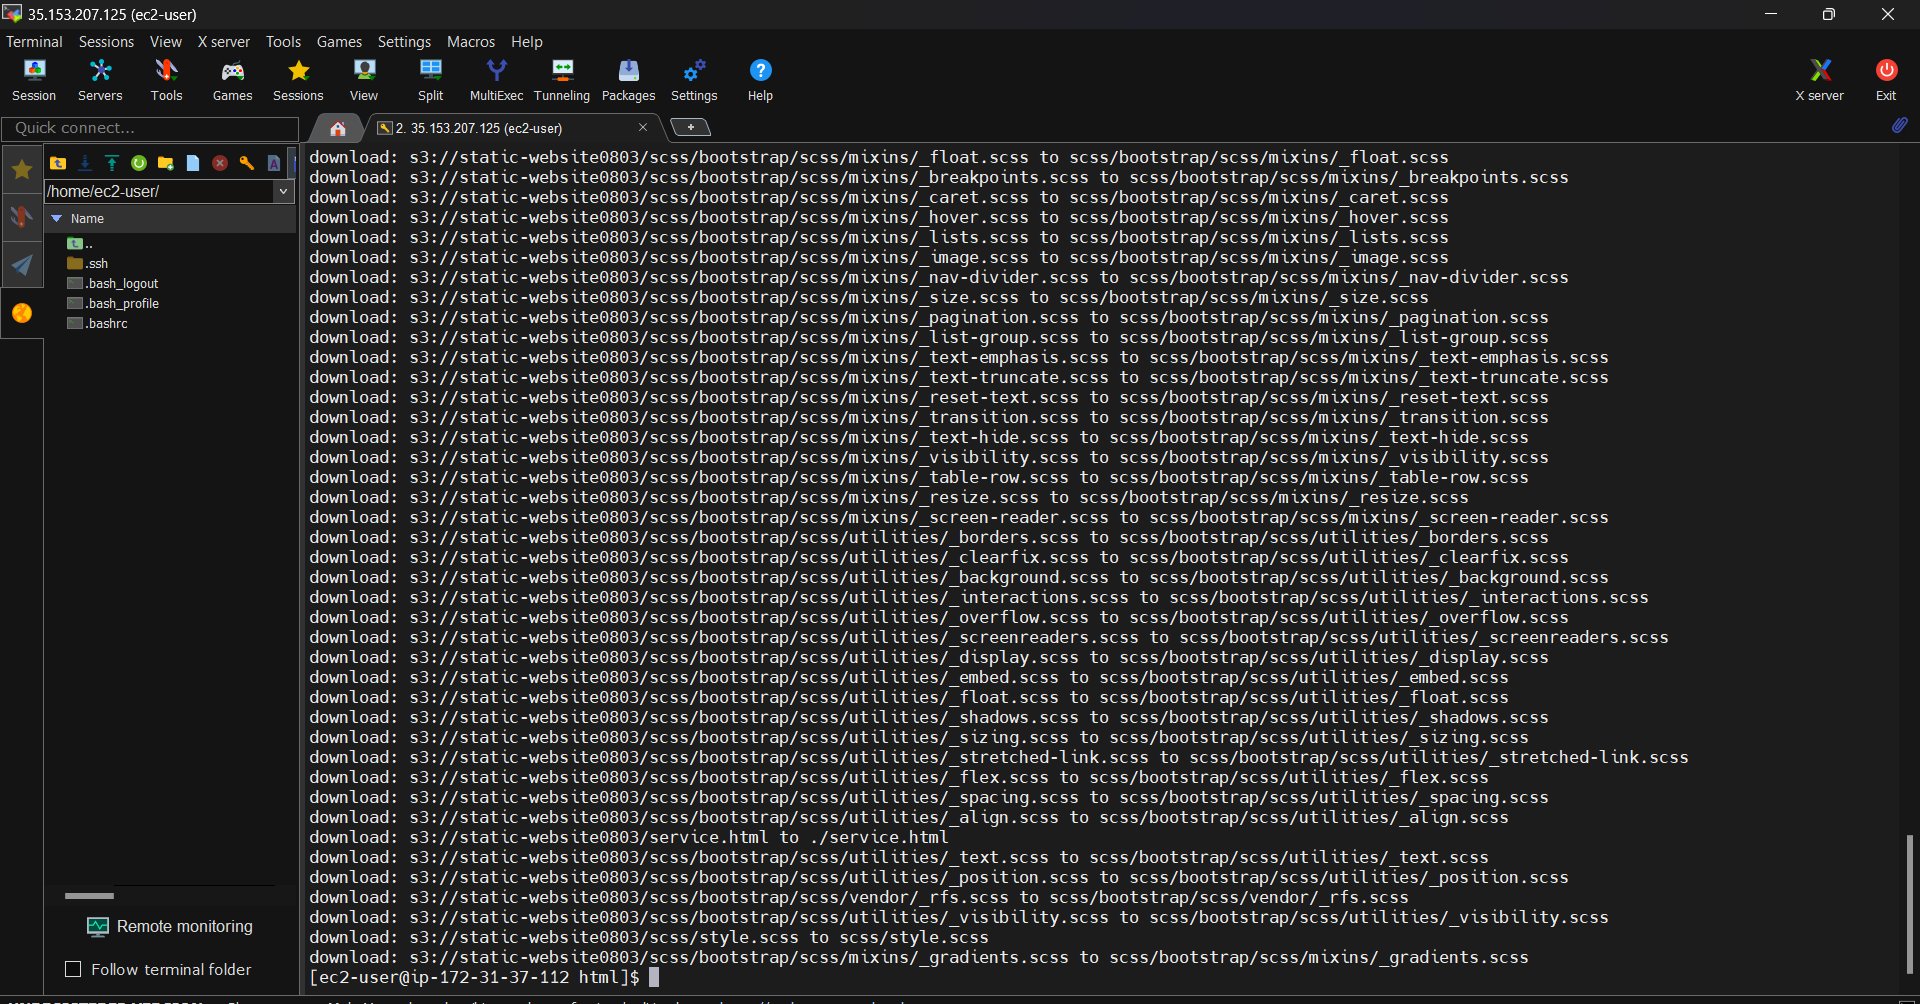 35.153.207.125 (ec2-user)
Terminal Sessions View X server Tools Games Settings Macros Help
Session Servers Tools Games Sessions View Split MultiExec Tunneling Packages Settings Help X server Exit
Quick connect...
2. 35.153.207.125 (ec2-user)
/home/ec2-user/
Name
..
.ssh
.bash_logout
.bash_profile
.bashrc
Remote monitoring
Follow terminal folder
download: s3://static-website0803/scss/bootstrap/scss/mixins/_float.scss to scss/bootstrap/scss/mixins/_float.scss
download: s3://static-website0803/scss/bootstrap/scss/mixins/_breakpoints.scss to scss/bootstrap/scss/mixins/_breakpoints.scss
download: s3://static-website0803/scss/bootstrap/scss/mixins/_caret.scss to scss/bootstrap/scss/mixins/_caret.scss
download: s3://static-website0803/scss/bootstrap/scss/mixins/_hover.scss to scss/bootstrap/scss/mixins/_hover.scss
download: s3://static-website0803/scss/bootstrap/scss/mixins/_lists.scss to scss/bootstrap/scss/mixins/_lists.scss
download: s3://static-website0803/scss/bootstrap/scss/mixins/_image.scss to scss/bootstrap/scss/mixins/_image.scss
download: s3://static-website0803/scss/bootstrap/scss/mixins/_nav-divider.scss to scss/bootstrap/scss/mixins/_nav-divider.scss
download: s3://static-website0803/scss/bootstrap/scss/mixins/_size.scss to scss/bootstrap/scss/mixins/_size.scss
download: s3://static-website0803/scss/bootstrap/scss/mixins/_pagination.scss to scss/bootstrap/scss/mixins/_pagination.scss
download: s3://static-website0803/scss/bootstrap/scss/mixins/_list-group.scss to scss/bootstrap/scss/mixins/_list-group.scss
download: s3://static-website0803/scss/bootstrap/scss/mixins/_text-emphasis.scss to scss/bootstrap/scss/mixins/_text-emphasis.scss
download: s3://static-website0803/scss/bootstrap/scss/mixins/_text-truncate.scss to scss/bootstrap/scss/mixins/_text-truncate.scss
download: s3://static-website0803/scss/bootstrap/scss/mixins/_reset-text.scss to scss/bootstrap/scss/mixins/_reset-text.scss
download: s3://static-website0803/scss/bootstrap/scss/mixins/_transition.scss to scss/bootstrap/scss/mixins/_transition.scss
download: s3://static-website0803/scss/bootstrap/scss/mixins/_text-hide.scss to scss/bootstrap/scss/mixins/_text-hide.scss
download: s3://static-website0803/scss/bootstrap/scss/mixins/_visibility.scss to scss/bootstrap/scss/mixins/_visibility.scss
download: s3://static-website0803/scss/bootstrap/scss/mixins/_table-row.scss to scss/bootstrap/scss/mixins/_table-row.scss
download: s3://static-website0803/scss/bootstrap/scss/mixins/_resize.scss to scss/bootstrap/scss/mixins/_resize.scss
download: s3://static-website0803/scss/bootstrap/scss/mixins/_screen-reader.scss to scss/bootstrap/scss/mixins/_screen-reader.scss
download: s3://static-website0803/scss/bootstrap/scss/utilities/_borders.scss to scss/bootstrap/scss/utilities/_borders.scss
download: s3://static-website0803/scss/bootstrap/scss/utilities/_clearfix.scss to scss/bootstrap/scss/utilities/_clearfix.scss
download: s3://static-website0803/scss/bootstrap/scss/utilities/_background.scss to scss/bootstrap/scss/utilities/_background.scss
download: s3://static-website0803/scss/bootstrap/scss/utilities/_interactions.scss to scss/bootstrap/scss/utilities/_interactions.scss
download: s3://static-website0803/scss/bootstrap/scss/utilities/_overflow.scss to scss/bootstrap/scss/utilities/_overflow.scss
download: s3://static-website0803/scss/bootstrap/scss/utilities/_screenreaders.scss to scss/bootstrap/scss/utilities/_screenreaders.scss
download: s3://static-website0803/scss/bootstrap/scss/utilities/_display.scss to scss/bootstrap/scss/utilities/_display.scss
download: s3://static-website0803/scss/bootstrap/scss/utilities/_embed.scss to scss/bootstrap/scss/utilities/_embed.scss
download: s3://static-website0803/scss/bootstrap/scss/utilities/_float.scss to scss/bootstrap/scss/utilities/_float.scss
download: s3://static-website0803/scss/bootstrap/scss/utilities/_shadows.scss to scss/bootstrap/scss/utilities/_shadows.scss
download: s3://static-website0803/scss/bootstrap/scss/utilities/_sizing.scss to scss/bootstrap/scss/utilities/_sizing.scss
download: s3://static-website0803/scss/bootstrap/scss/utilities/_stretched-link.scss to scss/bootstrap/scss/utilities/_stretched-link.scss
download: s3://static-website0803/scss/bootstrap/scss/utilities/_flex.scss to scss/bootstrap/scss/utilities/_flex.scss
download: s3://static-website0803/scss/bootstrap/scss/utilities/_spacing.scss to scss/bootstrap/scss/utilities/_spacing.scss
download: s3://static-website0803/scss/bootstrap/scss/utilities/_align.scss to scss/bootstrap/scss/utilities/_align.scss
download: s3://static-website0803/service.html to ./service.html
download: s3://static-website0803/scss/bootstrap/scss/utilities/_text.scss to scss/bootstrap/scss/utilities/_text.scss
download: s3://static-website0803/scss/bootstrap/scss/utilities/_position.scss to scss/bootstrap/scss/utilities/_position.scss
download: s3://static-website0803/scss/bootstrap/scss/vendor/_rfs.scss to scss/bootstrap/scss/vendor/_rfs.scss
download: s3://static-website0803/scss/bootstrap/scss/utilities/_visibility.scss to scss/bootstrap/scss/utilities/_visibility.scss
download: s3://static-website0803/scss/style.scss to scss/style.scss
download: s3://static-website0803/scss/bootstrap/scss/mixins/_gradients.scss to scss/bootstrap/scss/mixins/_gradients.scss
[ec2-user@ip-172-31-37-112 html]$